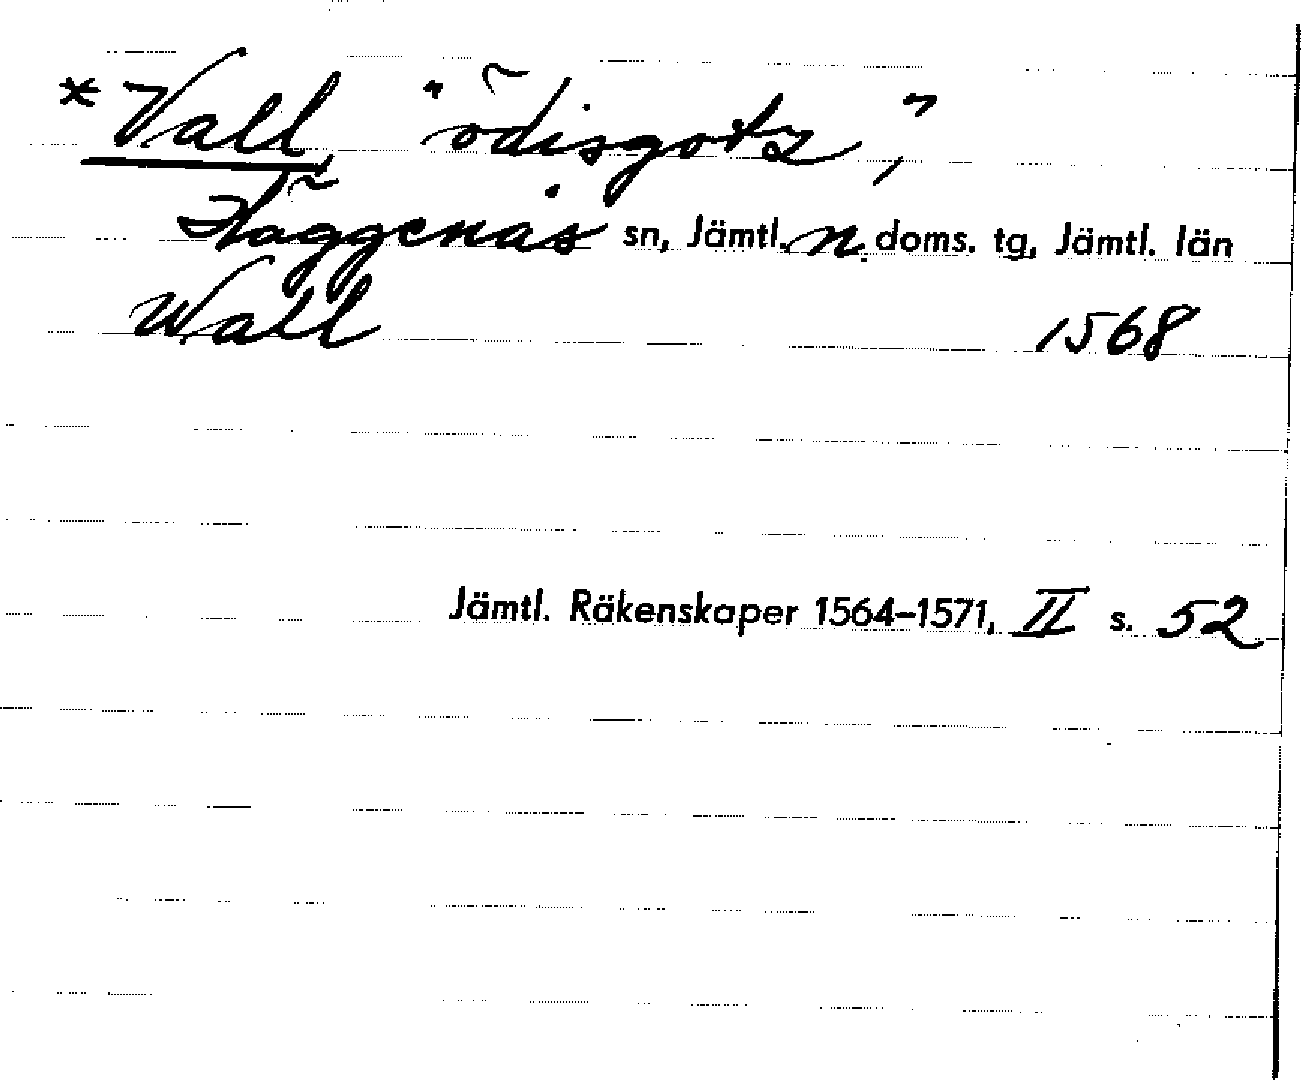 * Vall, "ödisgotz",
Häggenås sn, Jämtl. n. doms. tg, Jämtl. län
Wall 1568
Jämtl. Räkenskaper 1564–1571, II s. 52